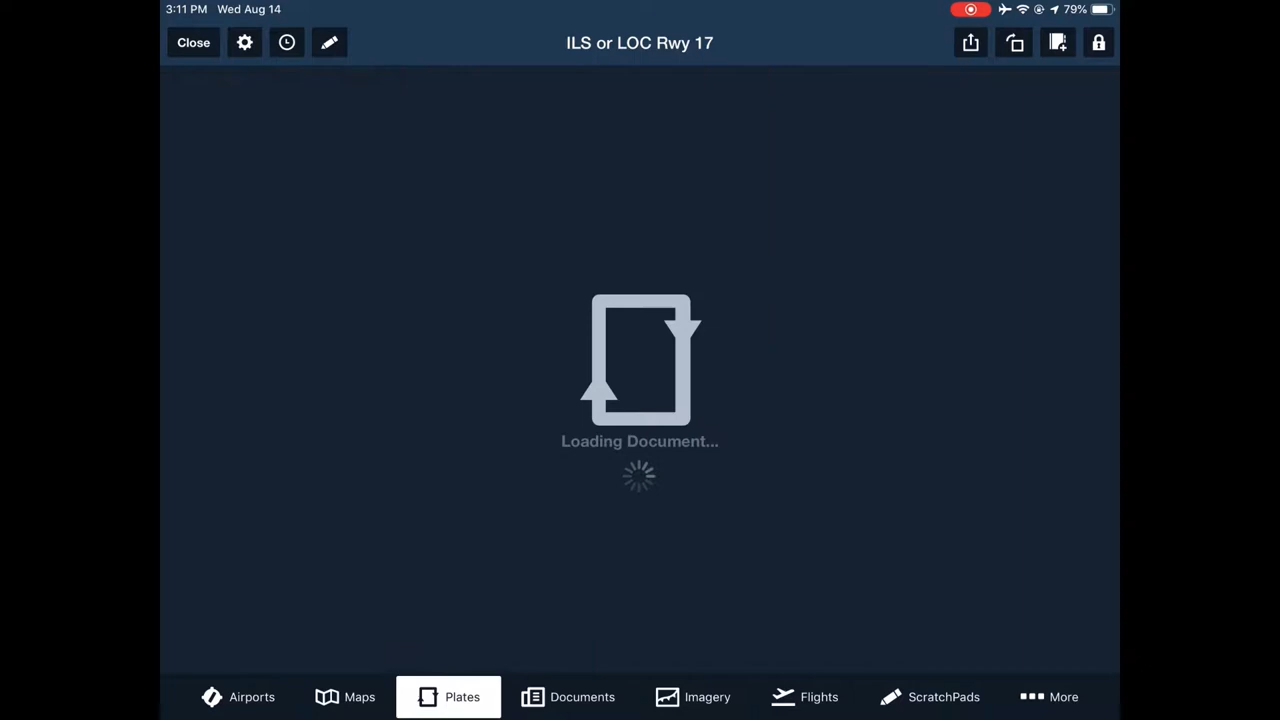 3:11 PM Wed Aug 14 79%
Close ILS or LOC Rwy 17
Loading Document...
Airports Maps Plates Documents Imagery Flights ScratchPads More